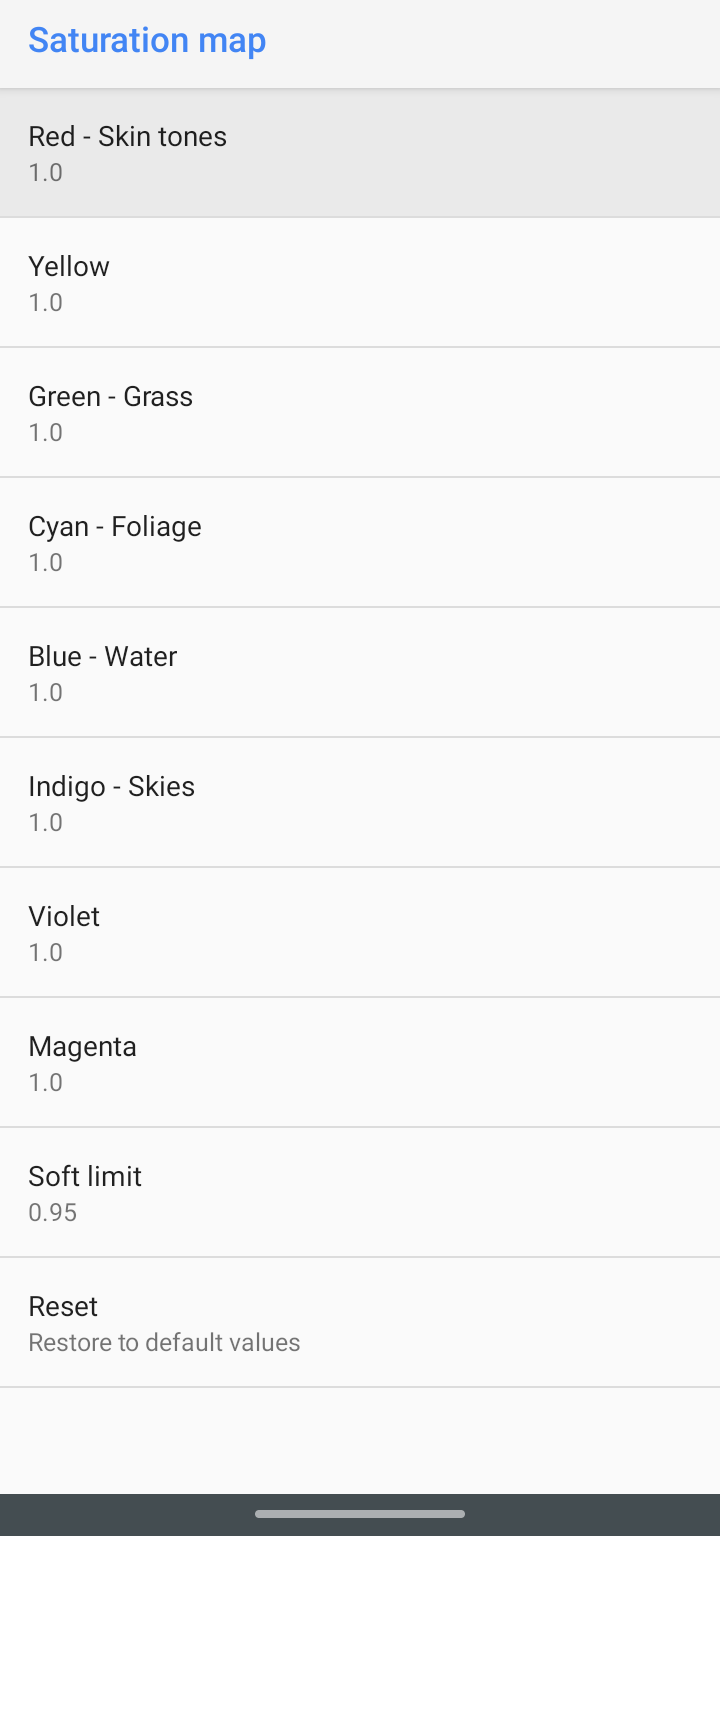 Saturation map
Red - Skin tones
1.0
Yellow
1.0
Green - Grass
1.0
Cyan - Foliage
1.0
Blue - Water
1.0
Indigo - Skies
1.0
Violet
1.0
Magenta
1.0
Soft limit
0.95
Reset
Restore to default values